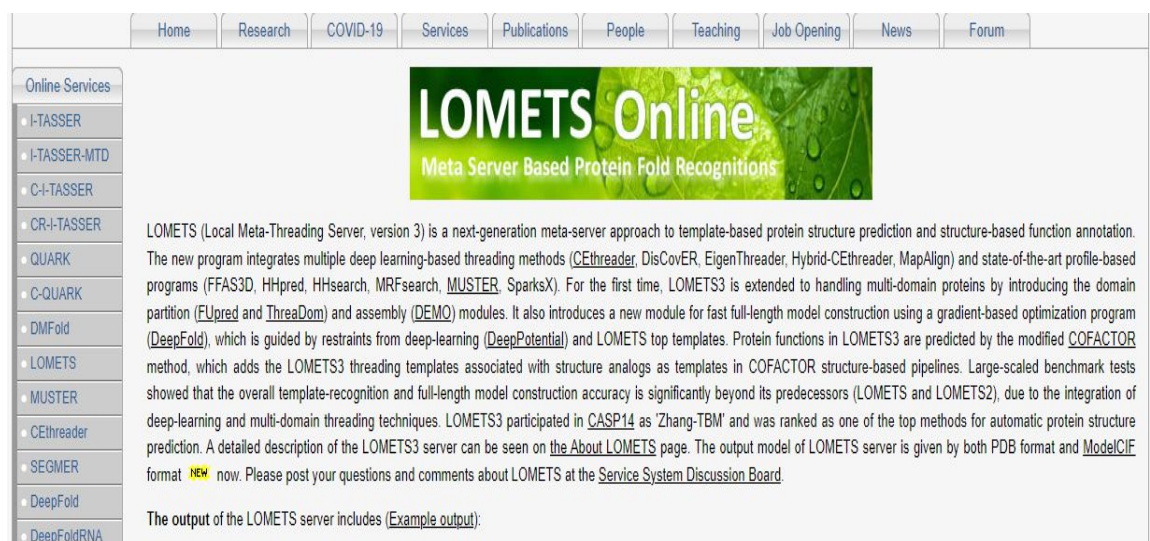 Home Research COVID-19 Services Publications People Teaching Job Opening News Forum
Online Services
I-TASSER
I-TASSER-MTD
C-I-TASSER
CR-I-TASSER
QUARK
C-QUARK
DMFold
LOMETS
MUSTER
CEthreader
SEGMER
DeepFold
DeepFoldRNA
LOMETS Online
Meta Server Based Protein Fold Recognitions
LOMETS (Local Meta-Threading Server, version 3) is a next-generation meta-server approach to template-based protein structure prediction and structure-based function annotation.
The new program integrates multiple deep learning-based threading methods (CEthreader, DisCovER, EigenThreader, Hybrid-CEthreader, MapAlign) and state-of-the-art profile-based
programs (FFAS3D, HHpred, HHsearch, MRFsearch, MUSTER, SparksX). For the first time, LOMETS3 is extended to handling multi-domain proteins by introducing the domain
partition (FUpred and ThreaDom) and assembly (DEMO) modules. It also introduces a new module for fast full-length model construction using a gradient-based optimization program
(DeepFold), which is guided by restraints from deep-learning (DeepPotential) and LOMETS top templates. Protein functions in LOMETS3 are predicted by the modified COFACTOR
method, which adds the LOMETS3 threading templates associated with structure analogs as templates in COFACTOR structure-based pipelines. Large-scaled benchmark tests
showed that the overall template-recognition and full-length model construction accuracy is significantly beyond its predecessors (LOMETS and LOMETS2), due to the integration of
deep-learning and multi-domain threading techniques. LOMETS3 participated in CASP14 as 'Zhang-TBM' and was ranked as one of the top methods for automatic protein structure
prediction. A detailed description of the LOMETS3 server can be seen on the About LOMETS page. The output model of LOMETS server is given by both PDB format and ModelCIF
format NEW now. Please post your questions and comments about LOMETS at the Service System Discussion Board.
The output of the LOMETS server includes (Example output):